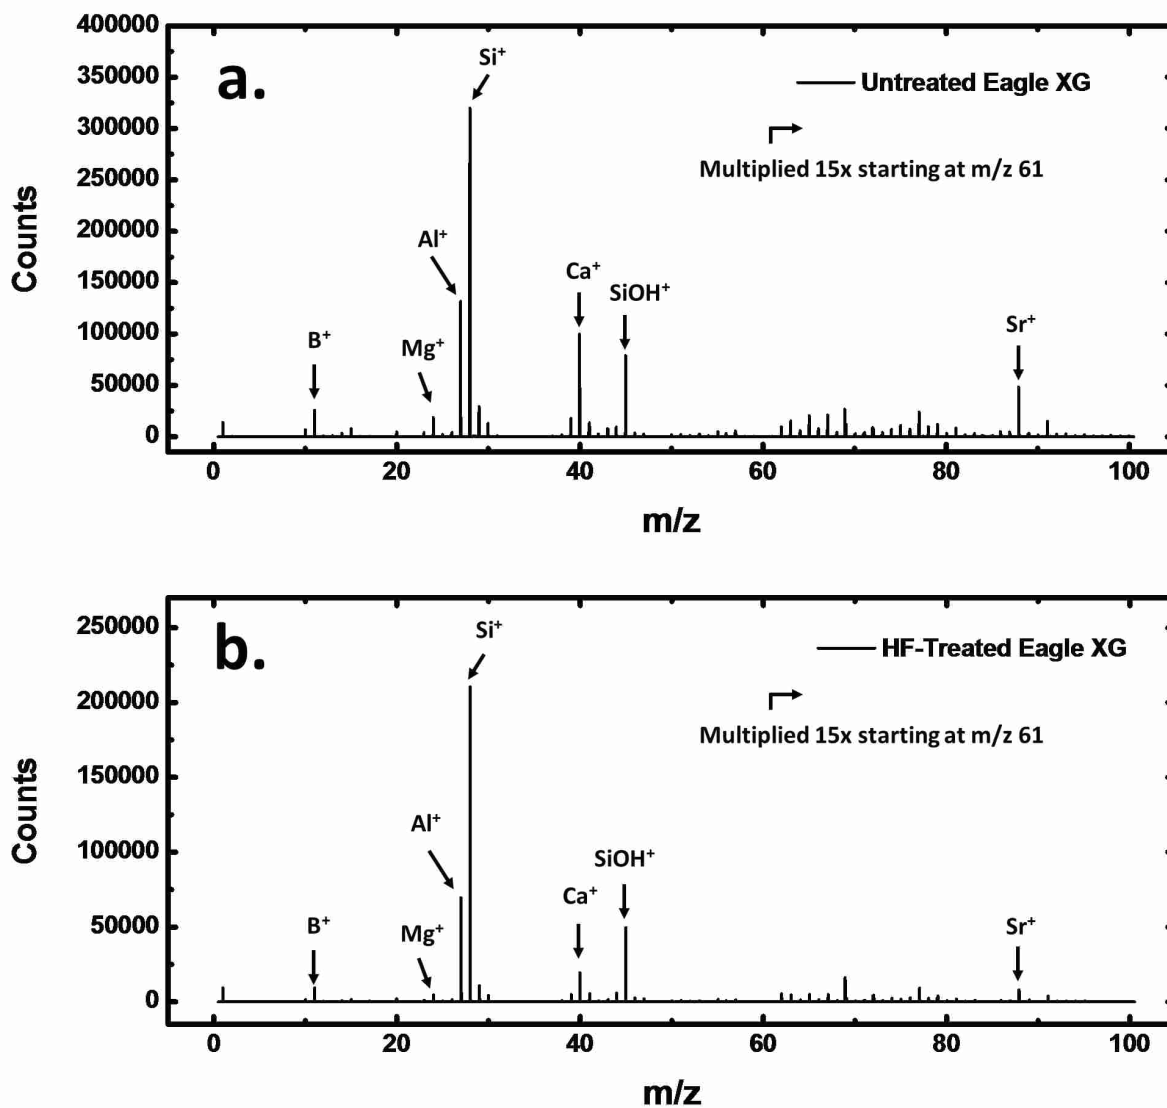 400000
350000
300000
250000
200000
150000
100000
50000
0
Counts
a.
Si⁺
Untreated Eagle XG
Multiplied 15x starting at m/z 61
Al⁺
Ca⁺
SiOH⁺
B⁺
Mg⁺
Sr⁺
0 20 40 60 80 100
m/z
250000
200000
150000
100000
50000
0
Counts
b.
Si⁺
HF-Treated Eagle XG
Multiplied 15x starting at m/z 61
Al⁺
SiOH⁺
Ca⁺
B⁺
Mg⁺
Sr⁺
0 20 40 60 80 100
m/z